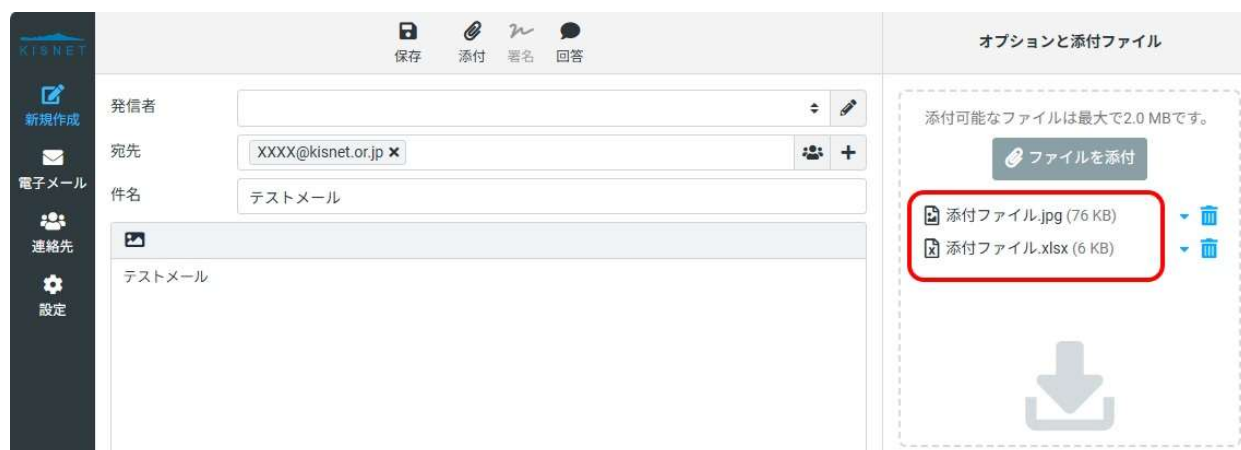 KISNET
新規作成
電子メール
連絡先
設定
保存 添付 署名 回答
発信者
宛先 XXXX@kisnet.or.jp
件名 テストメール
テストメール
オプションと添付ファイル
添付可能なファイルは最大で2.0 MBです。
ファイルを添付
添付ファイル.jpg (76 KB)
添付ファイル.xlsx (6 KB)